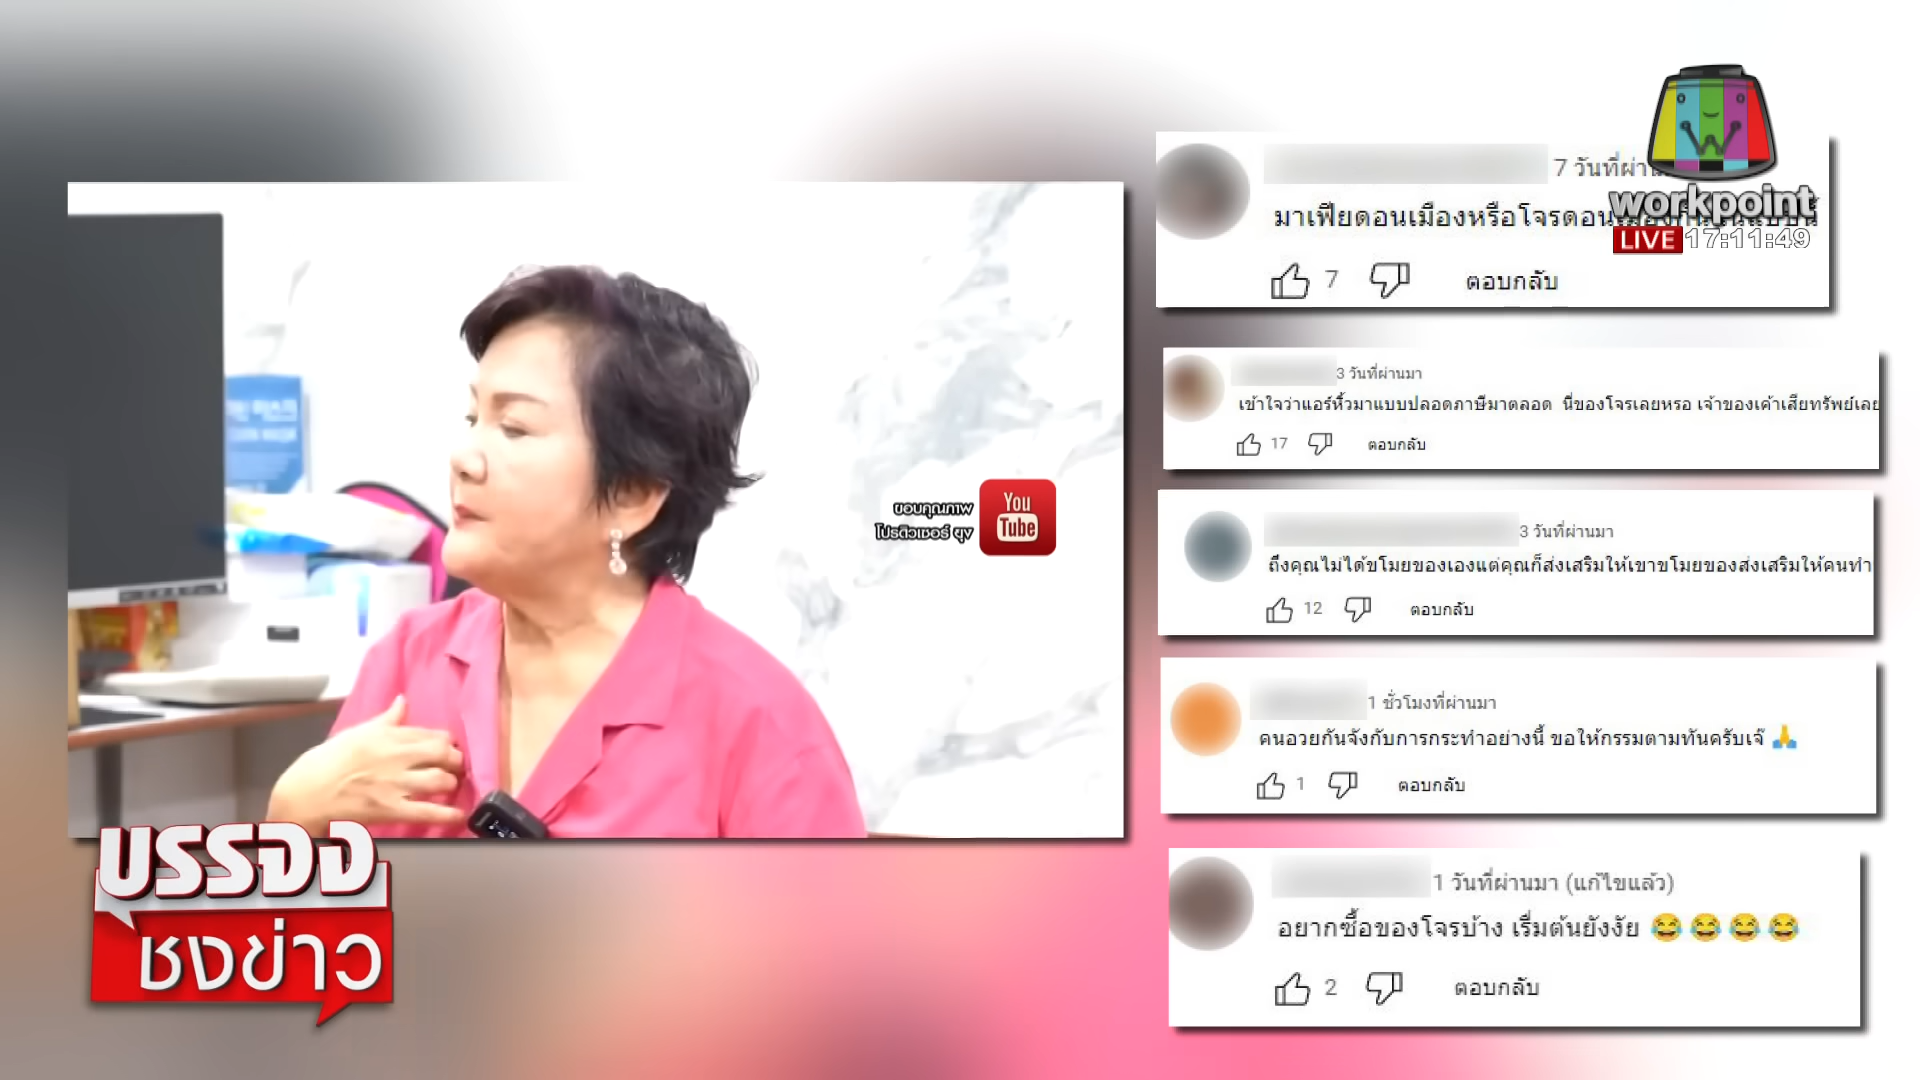 workpoint
LIVE 17:11:49
7 วันที่ผ่าน
มาเฟียดอนเมืองหรือโจรดอนเมือง
7 ตอบกลับ
3 วันที่ผ่านมา
เข้าใจว่าแอร์หิ้วมาแบบปลอดภาษีมาตลอด นี่ของโจรเลยหรอ เจ้าของเค้าเสียทรัพย์เลย
17 ตอบกลับ
3 วันที่ผ่านมา
ถึงคุณไม่ได้ขโมยของเองแต่คุณก็ส่งเสริมให้เขาขโมยของส่งเสริมให้คนทำ
12 ตอบกลับ
1 ชั่วโมงที่ผ่านมา
คนอวยกันจังกับการกระทำอย่างนี้ ขอให้กรรมตามทันครับเจ๊ 🙏
1 ตอบกลับ
1 วันที่ผ่านมา (แก้ไขแล้ว)
อยากซื้อของโจรบ้าง เริ่มต้นยังงัย 😂😂😂😂
2 ตอบกลับ
ขอบคุณภาพ
โปรดิวเซอร์ ยุง
You
Tube
บรรจง
ชงข่าว